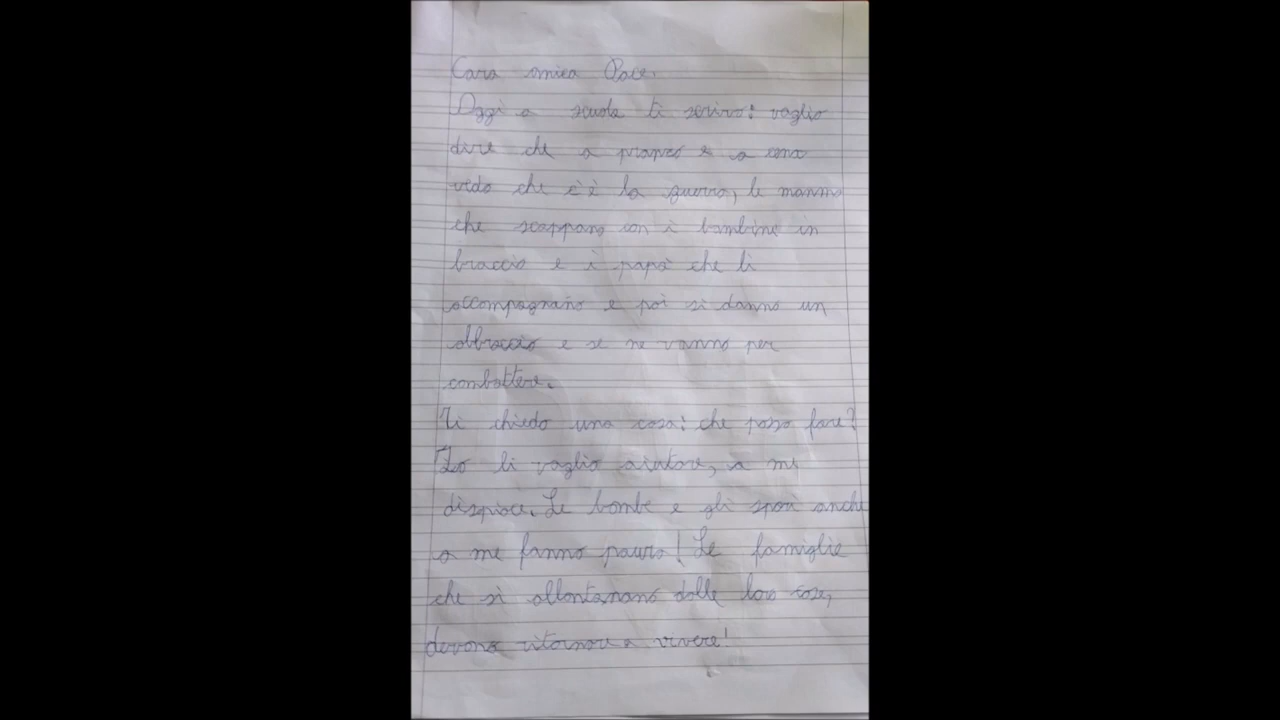 Cara amica Pace,
Oggi a scuola ti scrivo: voglio
dire che a pranzo e a cena
vedo che c'è la guerra, le mamme
che scappano con i bambini in
braccio e i papà che li
accompagnano e poi si danno un
abbraccio e se ne vanno per
combattere.
Ti chiedo una cosa: che posso fare?
Io li voglio aiutare, a me
dispiace. Le bombe e gli spari anche
a me fanno paura! Le famiglie
che si allontanano dalle loro case,
devono ritornare a vivere!